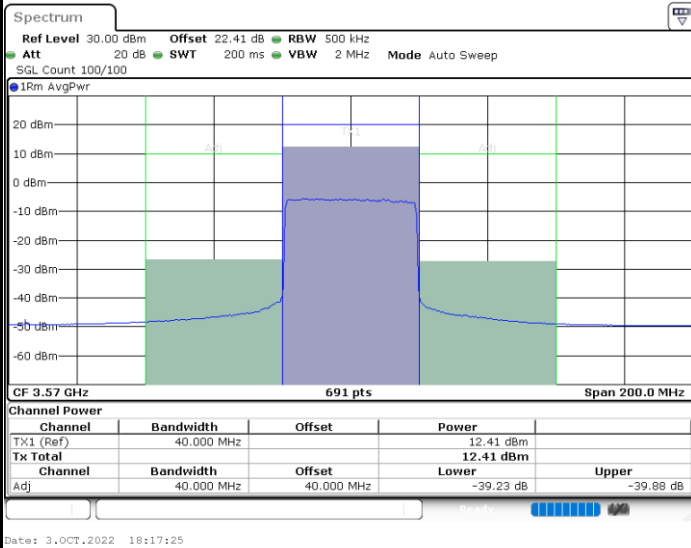 Spectrum
Ref Level 30.00 dBm Offset 22.41 dB RBW 500 kHz
Att 20 dB SWT 200 ms VBW 2 MHz Mode Auto Sweep
SGL Count 100/100
1Rm AvgPwr
20 dBm
TX1
Adj Adj
10 dBm
0 dBm
-10 dBm
-20 dBm
-30 dBm
-40 dBm
-50 dBm
-60 dBm
CF 3.57 GHz 691 pts Span 200.0 MHz
Channel Power
Channel Bandwidth Offset Power
TX1 (Ref) 40.000 MHz 12.41 dBm
Tx Total 12.41 dBm
Channel Bandwidth Offset Lower Upper
Adj 40.000 MHz 40.000 MHz -39.23 dB -39.88 dB
Ready
Date: 3.OCT.2022 18:17:25